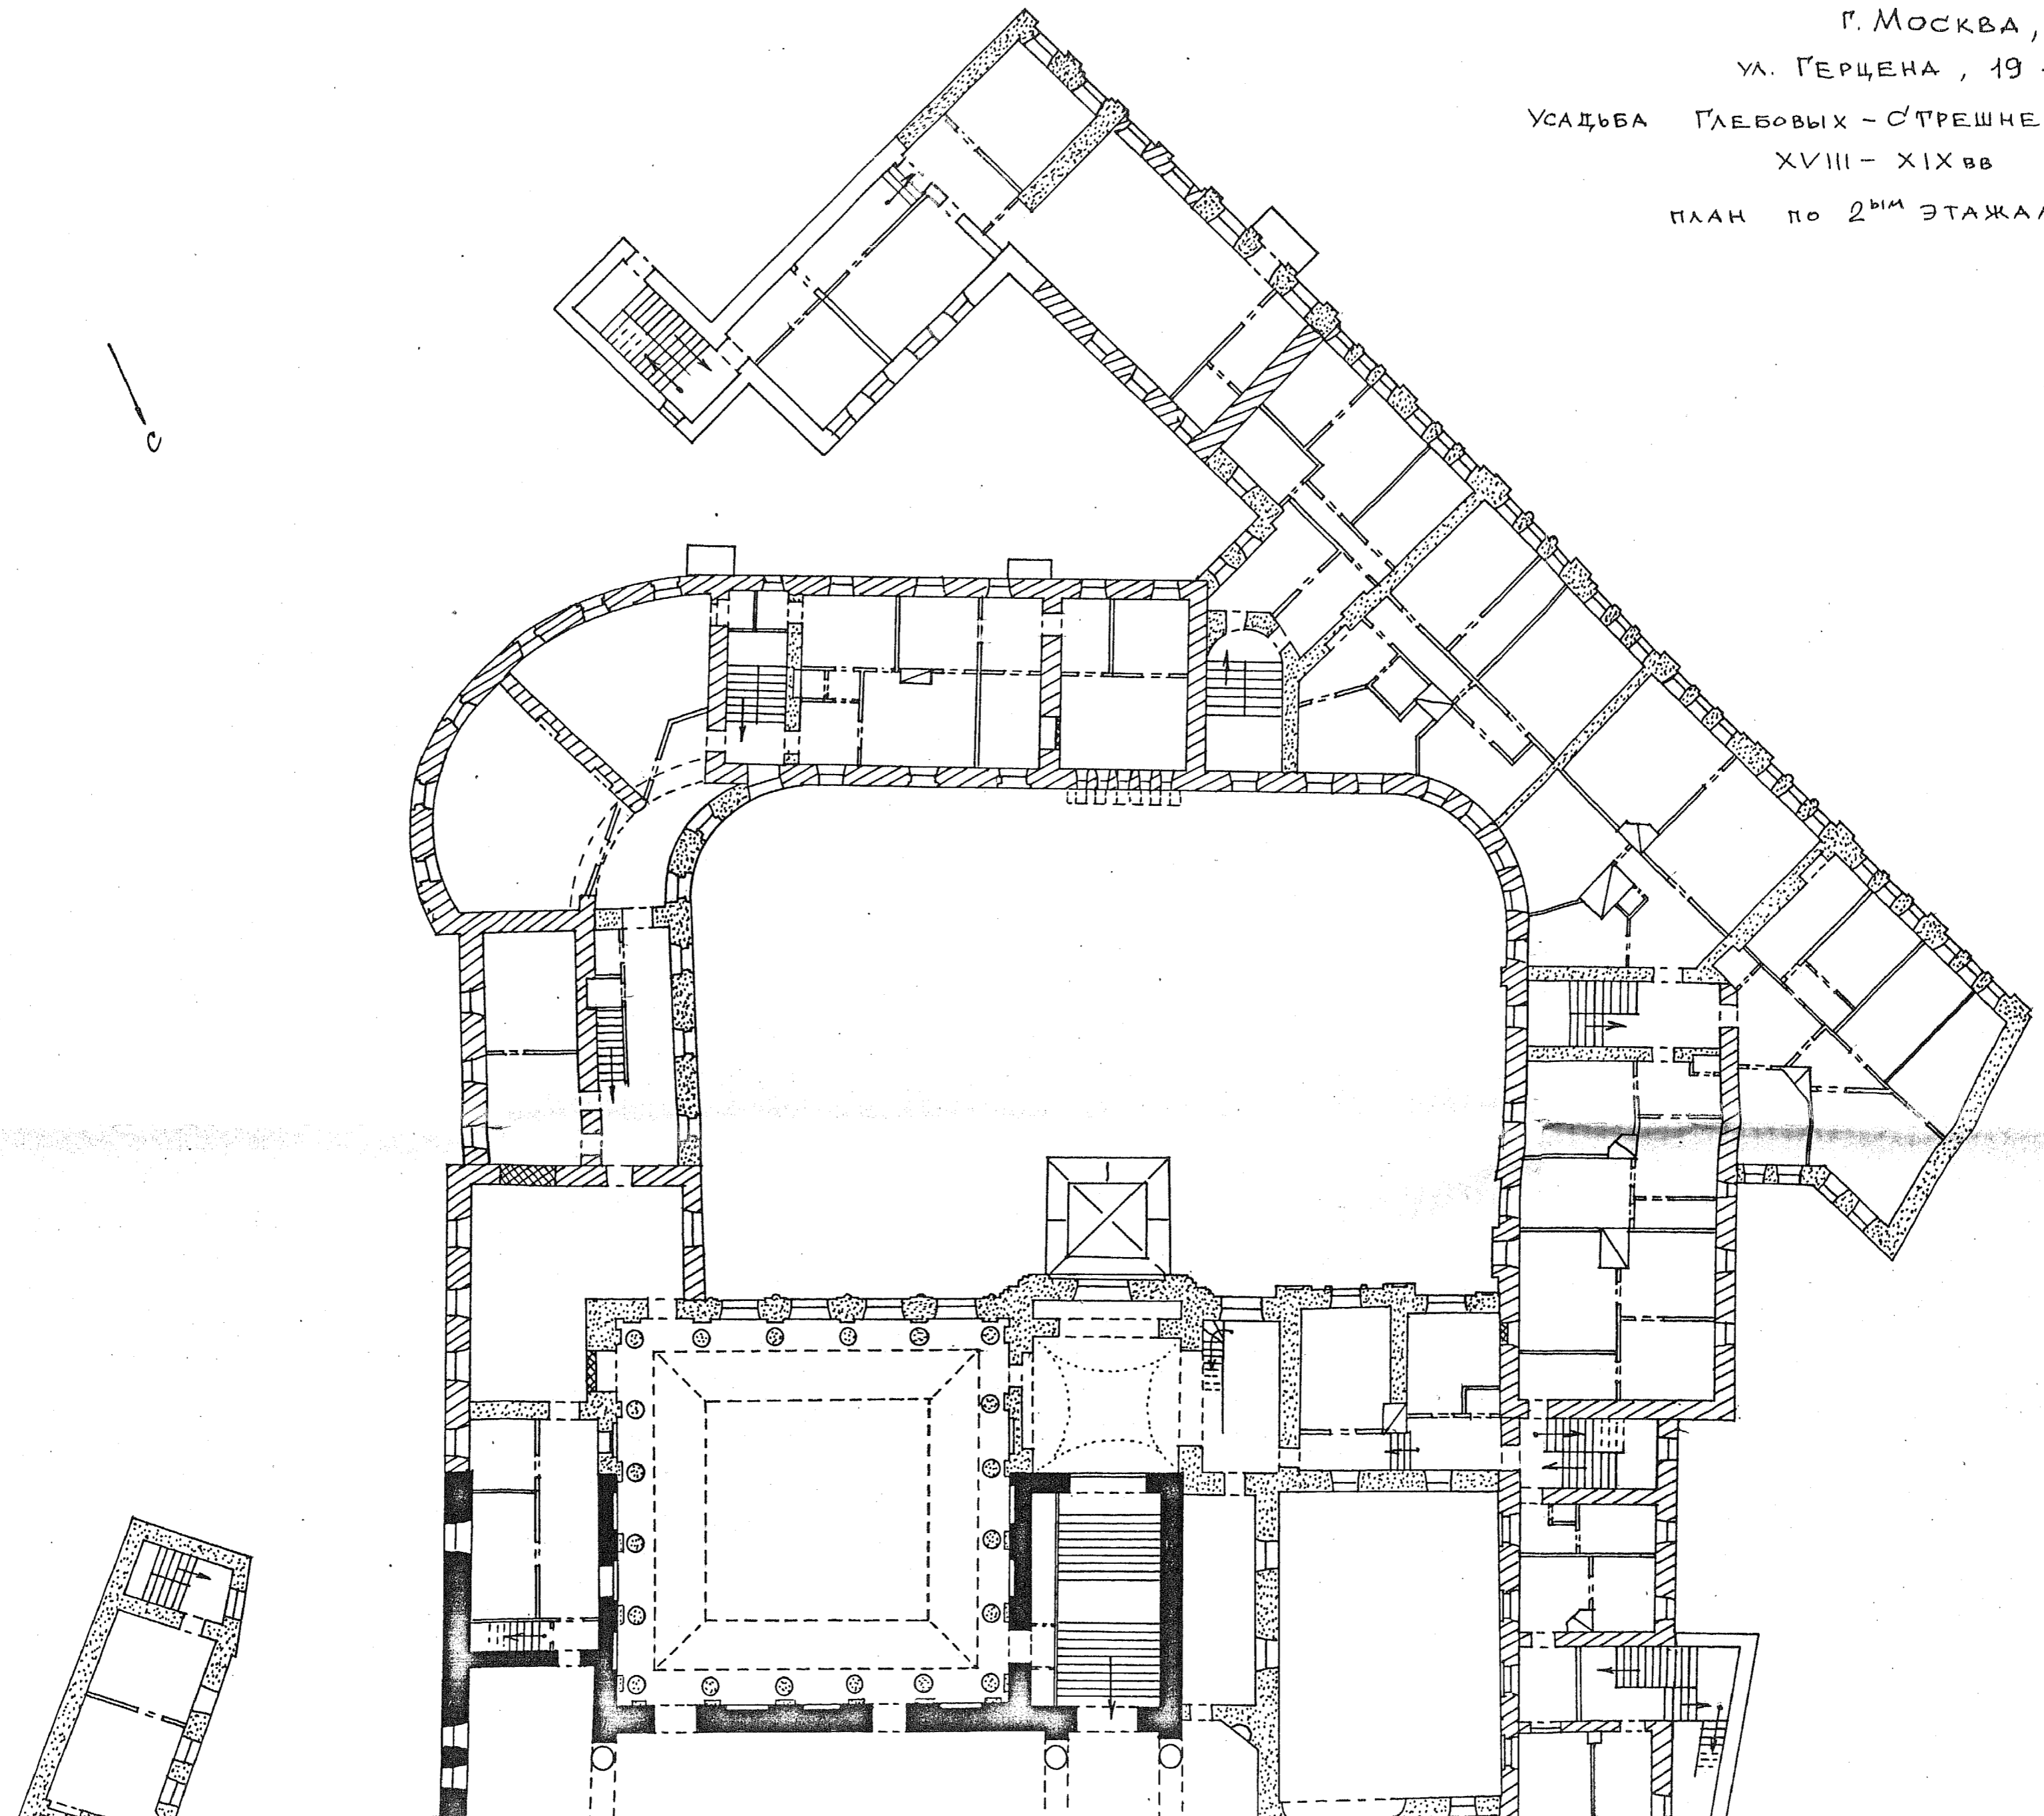 Г. МОСКВА,
УЛ. ГЕРЦЕНА, 19
УСАДЬБА ГЛЕБОВЫХ - СТРЕШНЕ
XVIII - XIX ВВ
ПЛАН ПО 2ЫМ ЭТАЖА
С